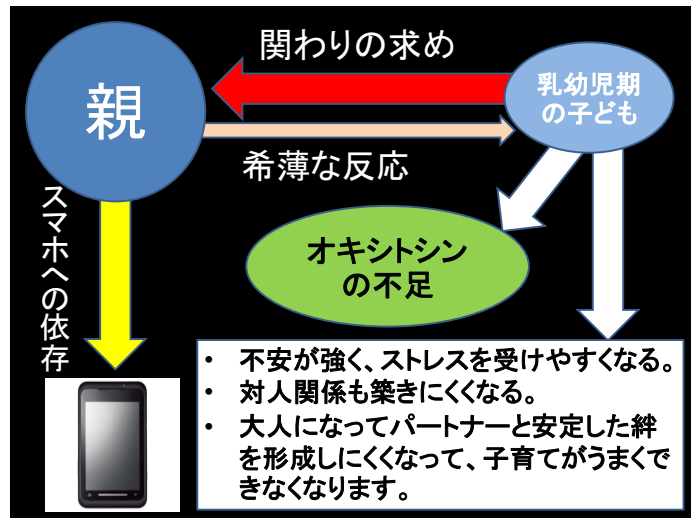 関わりの求め
親
乳幼児期
の子ども
希薄な反応
スマホへの依存
オキシトシン
の不足
• 不安が強く、ストレスを受けやすくなる。
• 対人関係も築きにくくなる。
• 大人になってパートナーと安定した絆
を形成しにくくなって、子育てがうまくで
きなくなります。